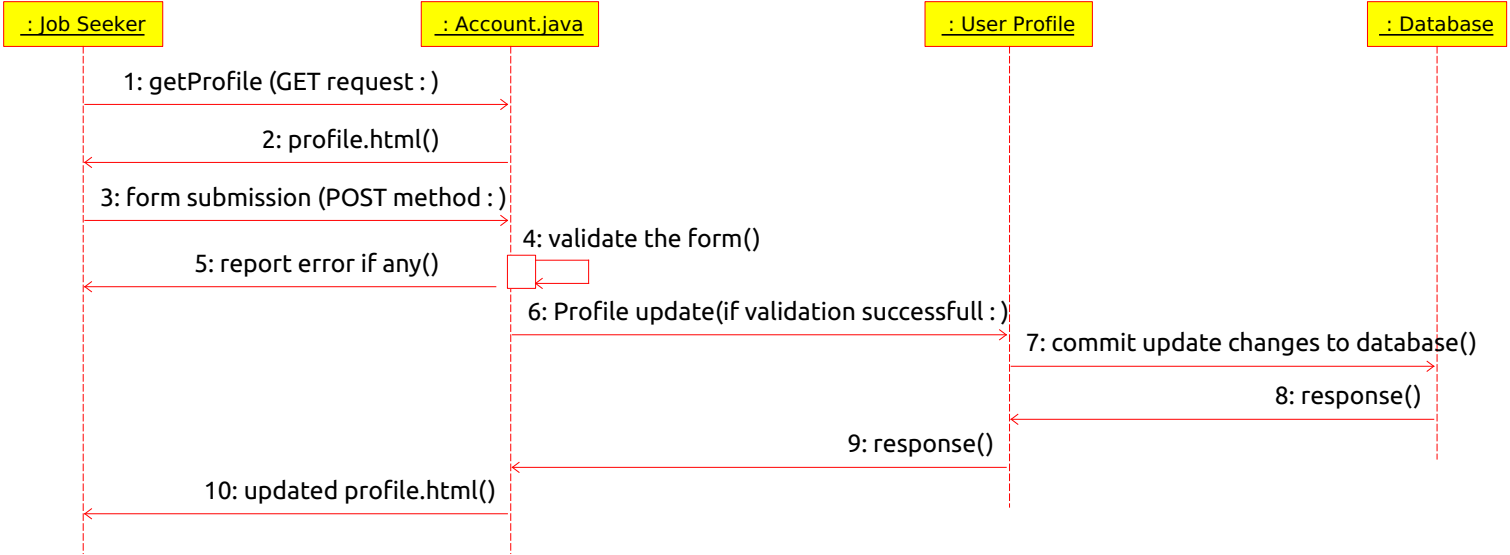 : Job Seeker
: Account.java
: User Profile
: Database
1: getProfile (GET request : )
2: profile.html()
3: form submission (POST method : )
4: validate the form()
5: report error if any()
6: Profile update(if validation successfull : )
7: commit update changes to database()
8: response()
9: response()
10: updated profile.html()